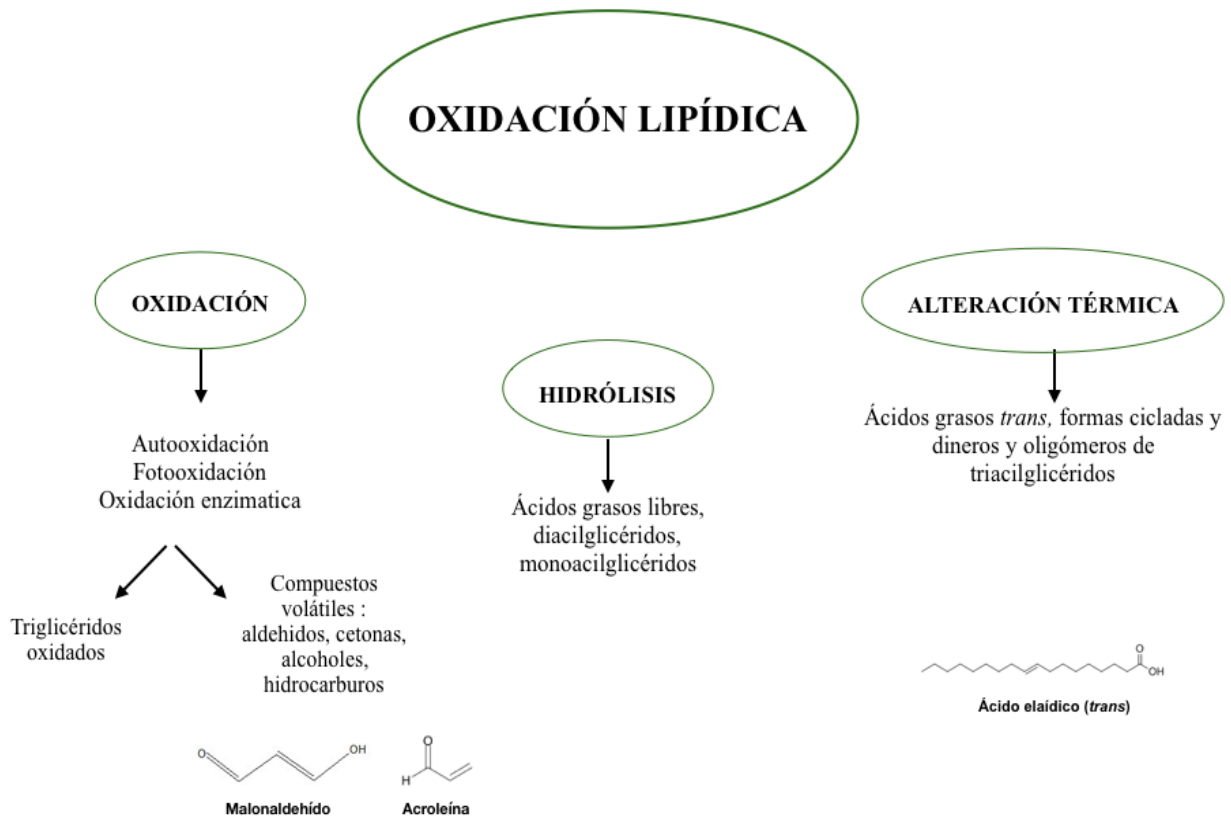 OXIDACIÓN LIPÍDICA
OXIDACIÓN
Autooxidación
Fotooxidación
Oxidación enzimatica
Triglicéridos
oxidados
Compuestos
volátiles :
aldehidos, cetonas,
alcoholes,
hidrocarburos
O
OH
Malonaldehído
O
H
Acroleína
HIDRÓLISIS
Ácidos grasos libres,
diacilglicéridos,
monoacilglicéridos
ALTERACIÓN TÉRMICA
Ácidos grasos trans, formas cicladas y
dineros y oligómeros de
triacilglicéridos
O
OH
Ácido elaídico (trans)